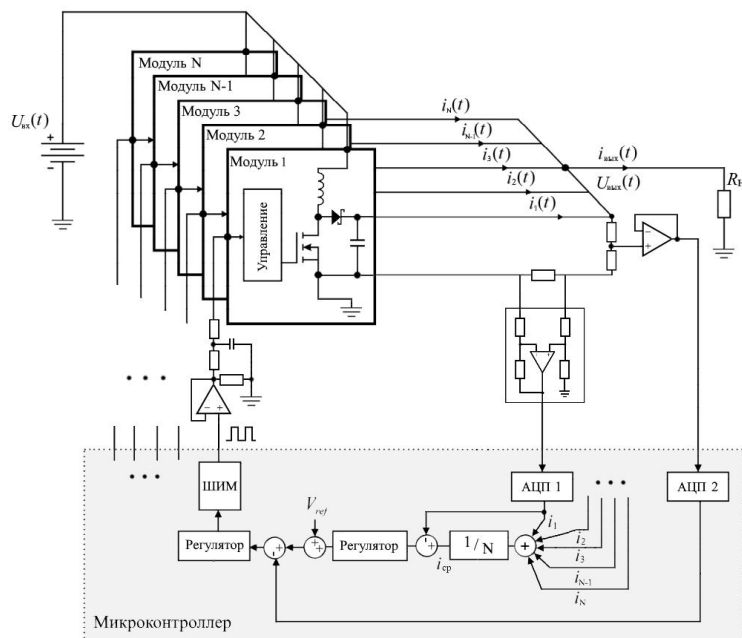 Модуль N
Модуль N-1
Модуль 3
Модуль 2
Модуль 1
Управление
Uвх(t)
+
-
iN(t)
iN-1(t)
i3(t)
i2(t)
i1(t)
iвых(t)
Uвых(t)
Rн
- +
ШИМ
Регулятор
Vref
Регулятор
iср
1/N
+
АЦП 1
АЦП 2
i1
i2
i3
iN-1
iN
Микроконтроллер